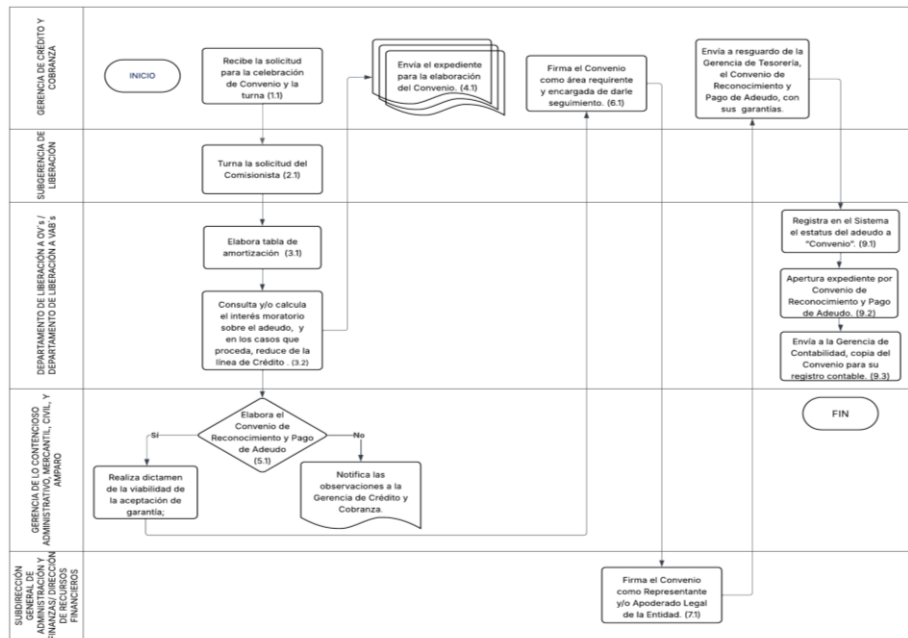 GERENCIA DE CRÉDITO Y
COBRANZA
INICIO
Recibe la solicitud
para la celebración
de Convenio y la
turna (1.1)
Envía el expediente
para la elaboración
del Convenio. (4.1)
Firma el Convenio
como área requirente
y encargada de darle
seguimiento. (6.1)
Envía a resguardo de la
Gerencia de Tesorería,
el Convenio de
Reconocimiento y
Pago de Adeudo, con
sus garantías.
SUBGERENCIA DE
LIBERACIÓN
Turna la solicitud del
Comisionista (2.1)
DEPARTAMENTO DE LIBERACIÓN A OV´s /
DEPARTAMENTO DE LIBERACIÓN A VAB´s
Elabora tabla de
amortización (3.1)
Consulta y/o calcula
el interés moratorio
sobre el adeudo, y
en los casos que
proceda, reduce de la
línea de Crédito . (3.2)
Registra en el Sistema
el estatus del adeudo a
“Convenio”. (9.1)
Apertura expediente por
Convenio de
Reconocimiento y Pago
de Adeudo. (9.2)
Envía a la Gerencia de
Contabilidad, copia del
Convenio para su
registro contable. (9.3)
GERENCIA DE LO CONTENCIOSO
ADMINISTRATIVO, MERCANTIL, CIVIL, Y
AMPARO
Elabora el
Convenio de
Reconocimiento y Pago
de Adeudo
(5.1)
Sí
No
Realiza dictamen
de la viabilidad de
la aceptación de
garantía;
Notifica las
observaciones a la
Gerencia de Crédito y
Cobranza.
FIN
SUBDIRECCIÓN
GENERAL DE
ADMINISTRACIÓN Y
FINANZAS/ DIRECCIÓN
DE RECURSOS
FINANCIEROS
Firma el Convenio
como Representante
y/o Apoderado Legal
de la Entidad. (7.1)